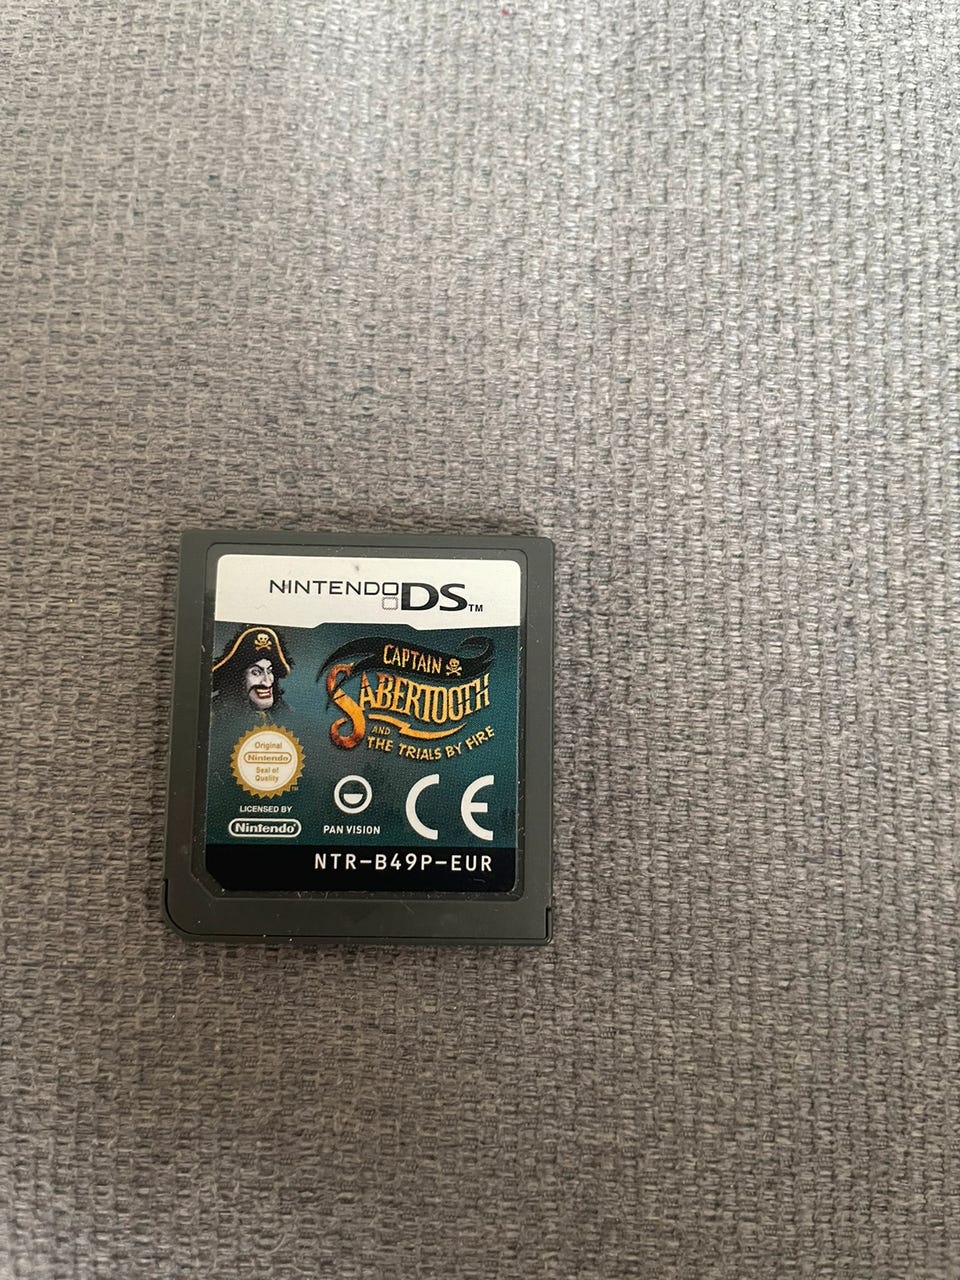 NINTENDO DS™
CAPTAIN
SABERTOOTH
AND
THE TRIALS BY FIRE
Original
Nintendo
Seal of
Quality
TM
LICENSED BY
Nintendo®
PAN VISION
CE
NTR-B49P-EUR